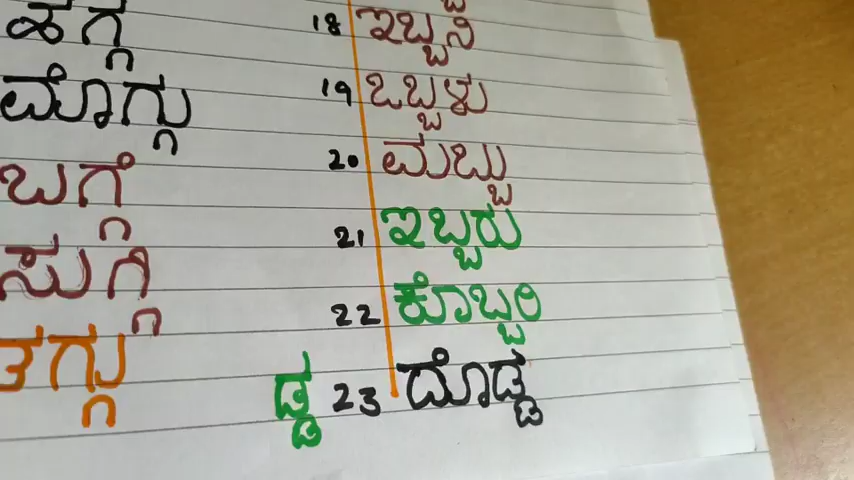 ಹಗ್ಗ
ಮೊಗ್ಗು
ಬಗ್ಗೆ
ಸುಗ್ಗಿ
ತಗ್ಗು
18 ಇಬ್ಬನಿ
19 ಒಬ್ಬಳು
20 ಮಬ್ಬು
21 ಇಬ್ಬರು
22 ಕೊಬ್ಬರಿ
ಡ್ಡ 23 ದೊಡ್ಡ